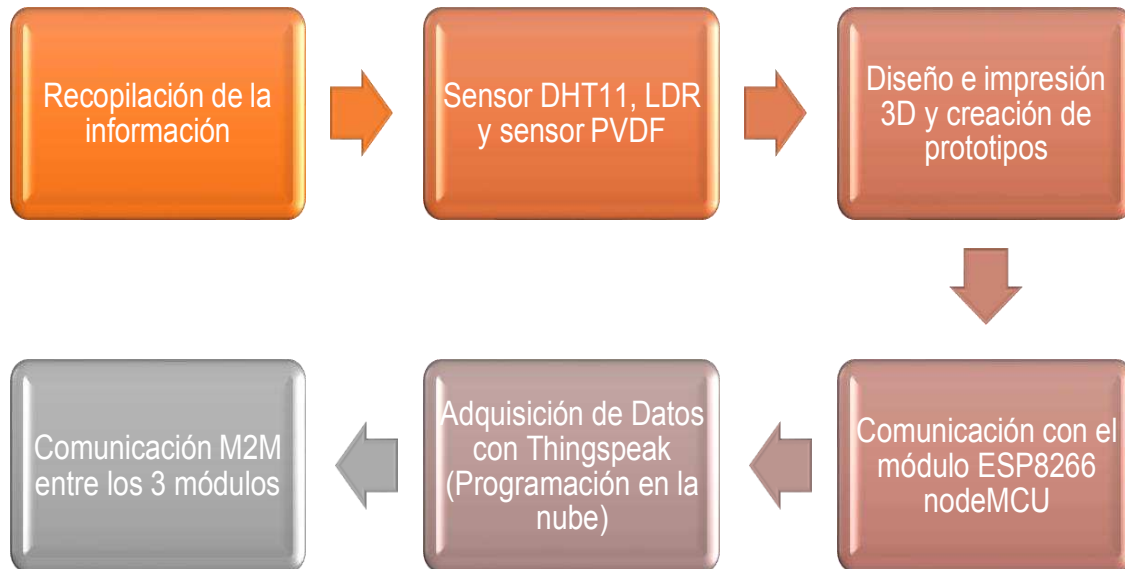 Recopilación de la
información
Sensor DHT11, LDR
y sensor PVDF
Diseño e impresión
3D y creación de
prototipos
Comunicación con el
módulo ESP8266
nodeMCU
Adquisición de Datos
con Thingspeak
(Programación en la
nube)
Comunicación M2M
entre los 3 módulos